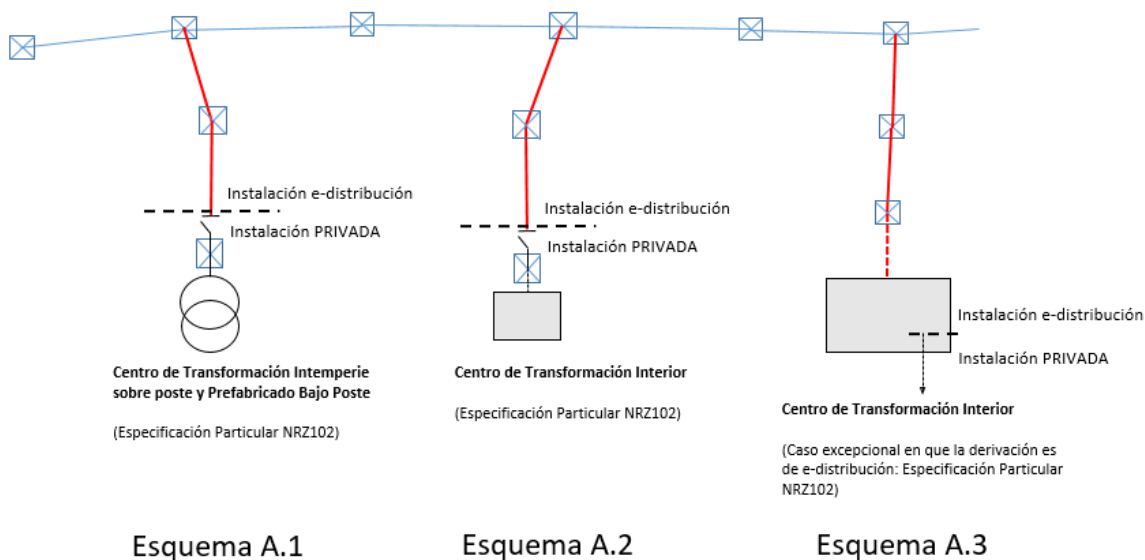 Instalación e-distribución
Instalación PRIVADA
Centro de Transformación Intemperie
sobre poste y Prefabricado Bajo Poste
(Especificación Particular NRZ102)
Esquema A.1
Instalación e-distribución
Instalación PRIVADA
Centro de Transformación Interior
(Especificación Particular NRZ102)
Esquema A.2
Instalación e-distribución
Instalación PRIVADA
Centro de Transformación Interior
(Caso excepcional en que la derivación es
de e-distribución: Especificación Particular
NRZ102)
Esquema A.3